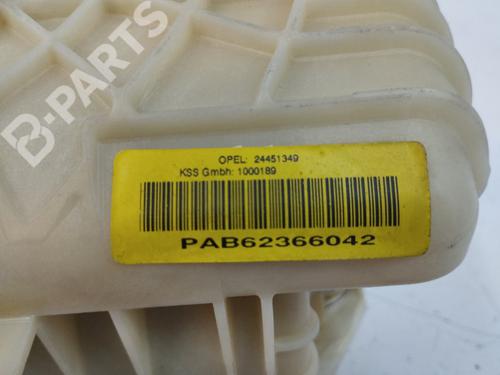 B-PARTS
OPEL: 24451349
KSS Gmbh: 1000189
PAB62366042